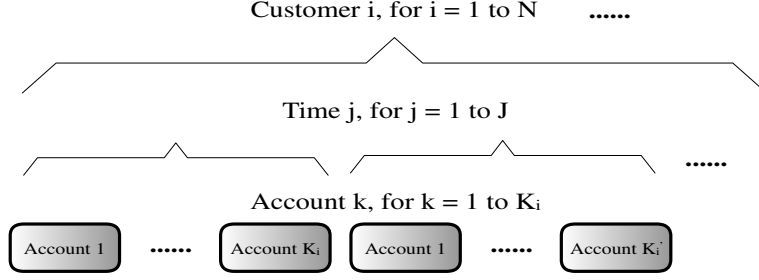 Customer i, for i = 1 to N ......
Time j, for j = 1 to J
......
Account k, for k = 1 to Kᵢ
Account 1 ...... Account Kᵢ Account 1 ...... Account Kᵢ'